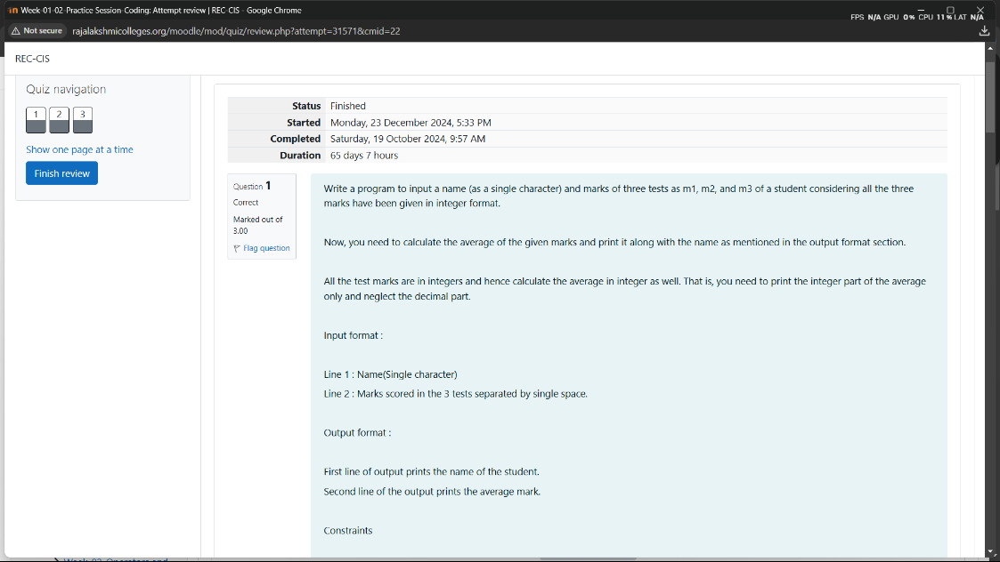 Week-01-02-Practice Session-Coding: Attempt review | REC-CIS - Google Chrome
FPS N/A GPU 0% CPU 11% LAT N/A
Not secure rajalakshmicolleges.org/moodle/mod/quiz/review.php?attempt=31571&cmid=22
REC-CIS
Quiz navigation
1 2 3
Show one page at a time
Finish review
Status Finished
Started Monday, 23 December 2024, 5:33 PM
Completed Saturday, 19 October 2024, 9:57 AM
Duration 65 days 7 hours
Question 1
Correct
Marked out of
3.00
Flag question
Write a program to input a name (as a single character) and marks of three tests as m1, m2, and m3 of a student considering all the three
marks have been given in integer format.
Now, you need to calculate the average of the given marks and print it along with the name as mentioned in the output format section.
All the test marks are in integers and hence calculate the average in integer as well. That is, you need to print the integer part of the average
only and neglect the decimal part.
Input format :
Line 1 : Name(Single character)
Line 2 : Marks scored in the 3 tests separated by single space.
Output format :
First line of output prints the name of the student.
Second line of the output prints the average mark.
Constraints